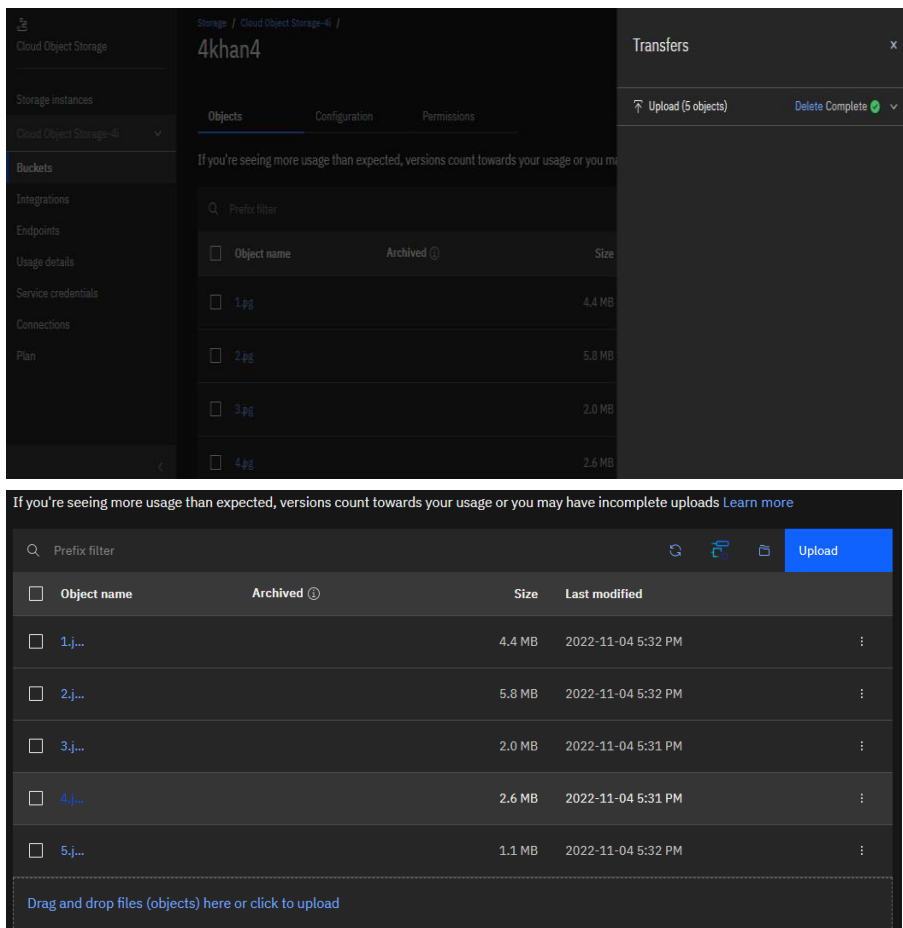 Cloud Object Storage
Storage instances
Cloud Object Storage-4i
Buckets
Integrations
Endpoints
Usage details
Service credentials
Connections
Plan
Storage / Cloud Object Storage-4i /
4khan4
Objects Configuration Permissions
If you're seeing more usage than expected, versions count towards your usage or you ma
Prefix filter
Object name Archived Size
1.pg 4.4 MB
2.pg 5.8 MB
3.pg 2.0 MB
4.pg 2.6 MB
Transfers x
Upload (5 objects) Delete Complete
If you're seeing more usage than expected, versions count towards your usage or you may have incomplete uploads Learn more
Prefix filter Upload
Object name Archived Size Last modified
1.j... 4.4 MB 2022-11-04 5:32 PM
2.j... 5.8 MB 2022-11-04 5:32 PM
3.j... 2.0 MB 2022-11-04 5:31 PM
4.j... 2.6 MB 2022-11-04 5:31 PM
5.j... 1.1 MB 2022-11-04 5:32 PM
Drag and drop files (objects) here or click to upload